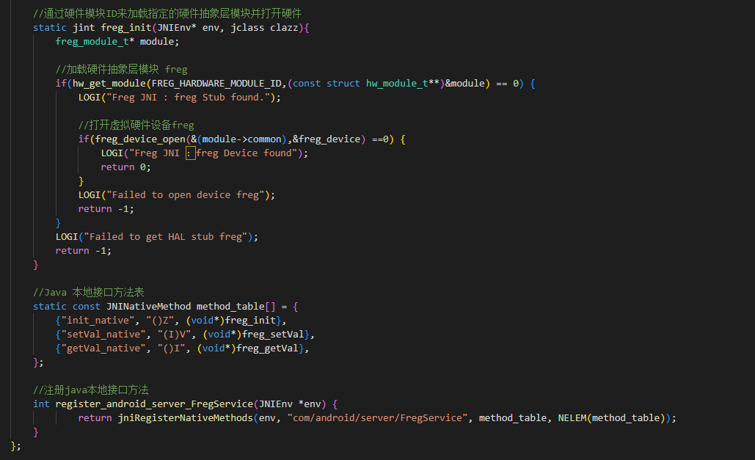 //通过硬件模块ID来加载指定的硬件抽象层模块并打开硬件
static jint freg_init(JNIEnv* env, jclass clazz){
freg_module_t* module;
//加载硬件抽象层模块 freg
if(hw_get_module(FREG_HARDWARE_MODULE_ID,(const struct hw_module_t**)&module) == 0) {
LOGI("Freg JNI : freg Stub found.");
//打开虚拟硬件设备freg
if(freg_device_open(&(module->common),&freg_device) ==0) {
LOGI("Freg JNI : freg Device found");
return 0;
}
LOGI("Failed to open device freg");
return -1;
}
LOGI("Failed to get HAL stub freg");
return -1;
}
//Java 本地接口方法表
static const JNINativeMethod method_table[] = {
{"init_native", "()Z", (void*)freg_init},
{"setVal_native", "(I)V", (void*)freg_setVal},
{"getVal_native", "()I", (void*)freg_getVal},
};
//注册java本地接口方法
int register_android_server_FregService(JNIEnv *env) {
return jniRegisterNativeMethods(env, "com/android/server/FregService", method_table, NELEM(method_table));
}
};